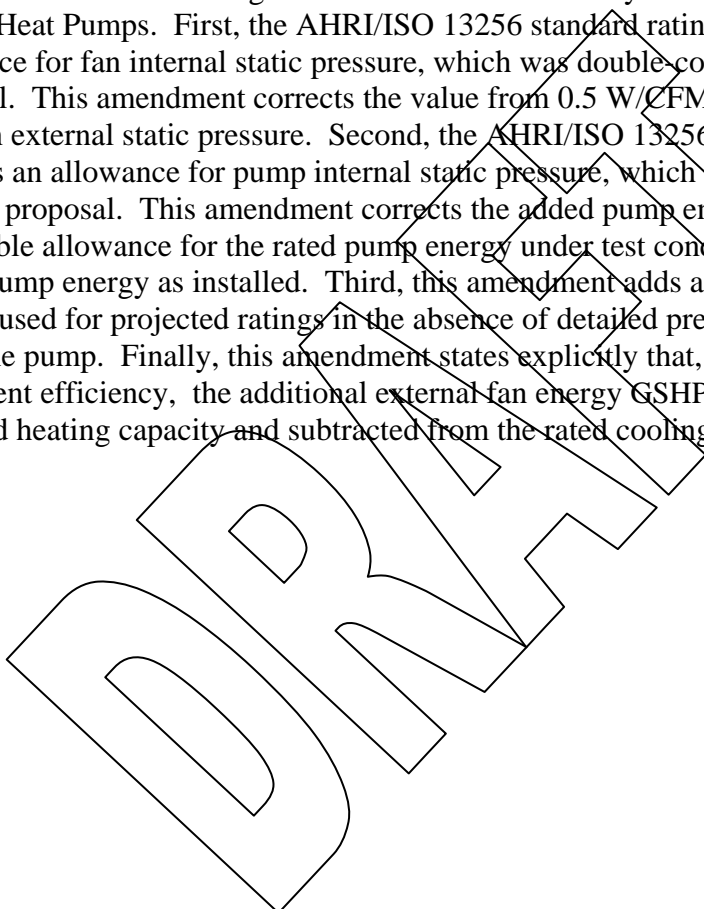 Heat Pumps. First, the AHRI/ISO 13256 standard ratin
ce for fan internal static pressure, which was double-co
l. This amendment corrects the value from 0.5 W/CFM
n external static pressure. Second, the AHRI/ISO 13256
s an allowance for pump internal static pressure, which
proposal. This amendment corrects the added pump en
ble allowance for the rated pump energy under test cond
ump energy as installed. Third, this amendment adds a
used for projected ratings in the absence of detailed pre
e pump. Finally, this amendment states explicitly that,
ent efficiency, the additional external fan energy GSHP
d heating capacity and subtracted from the rated cooling
DRAFT